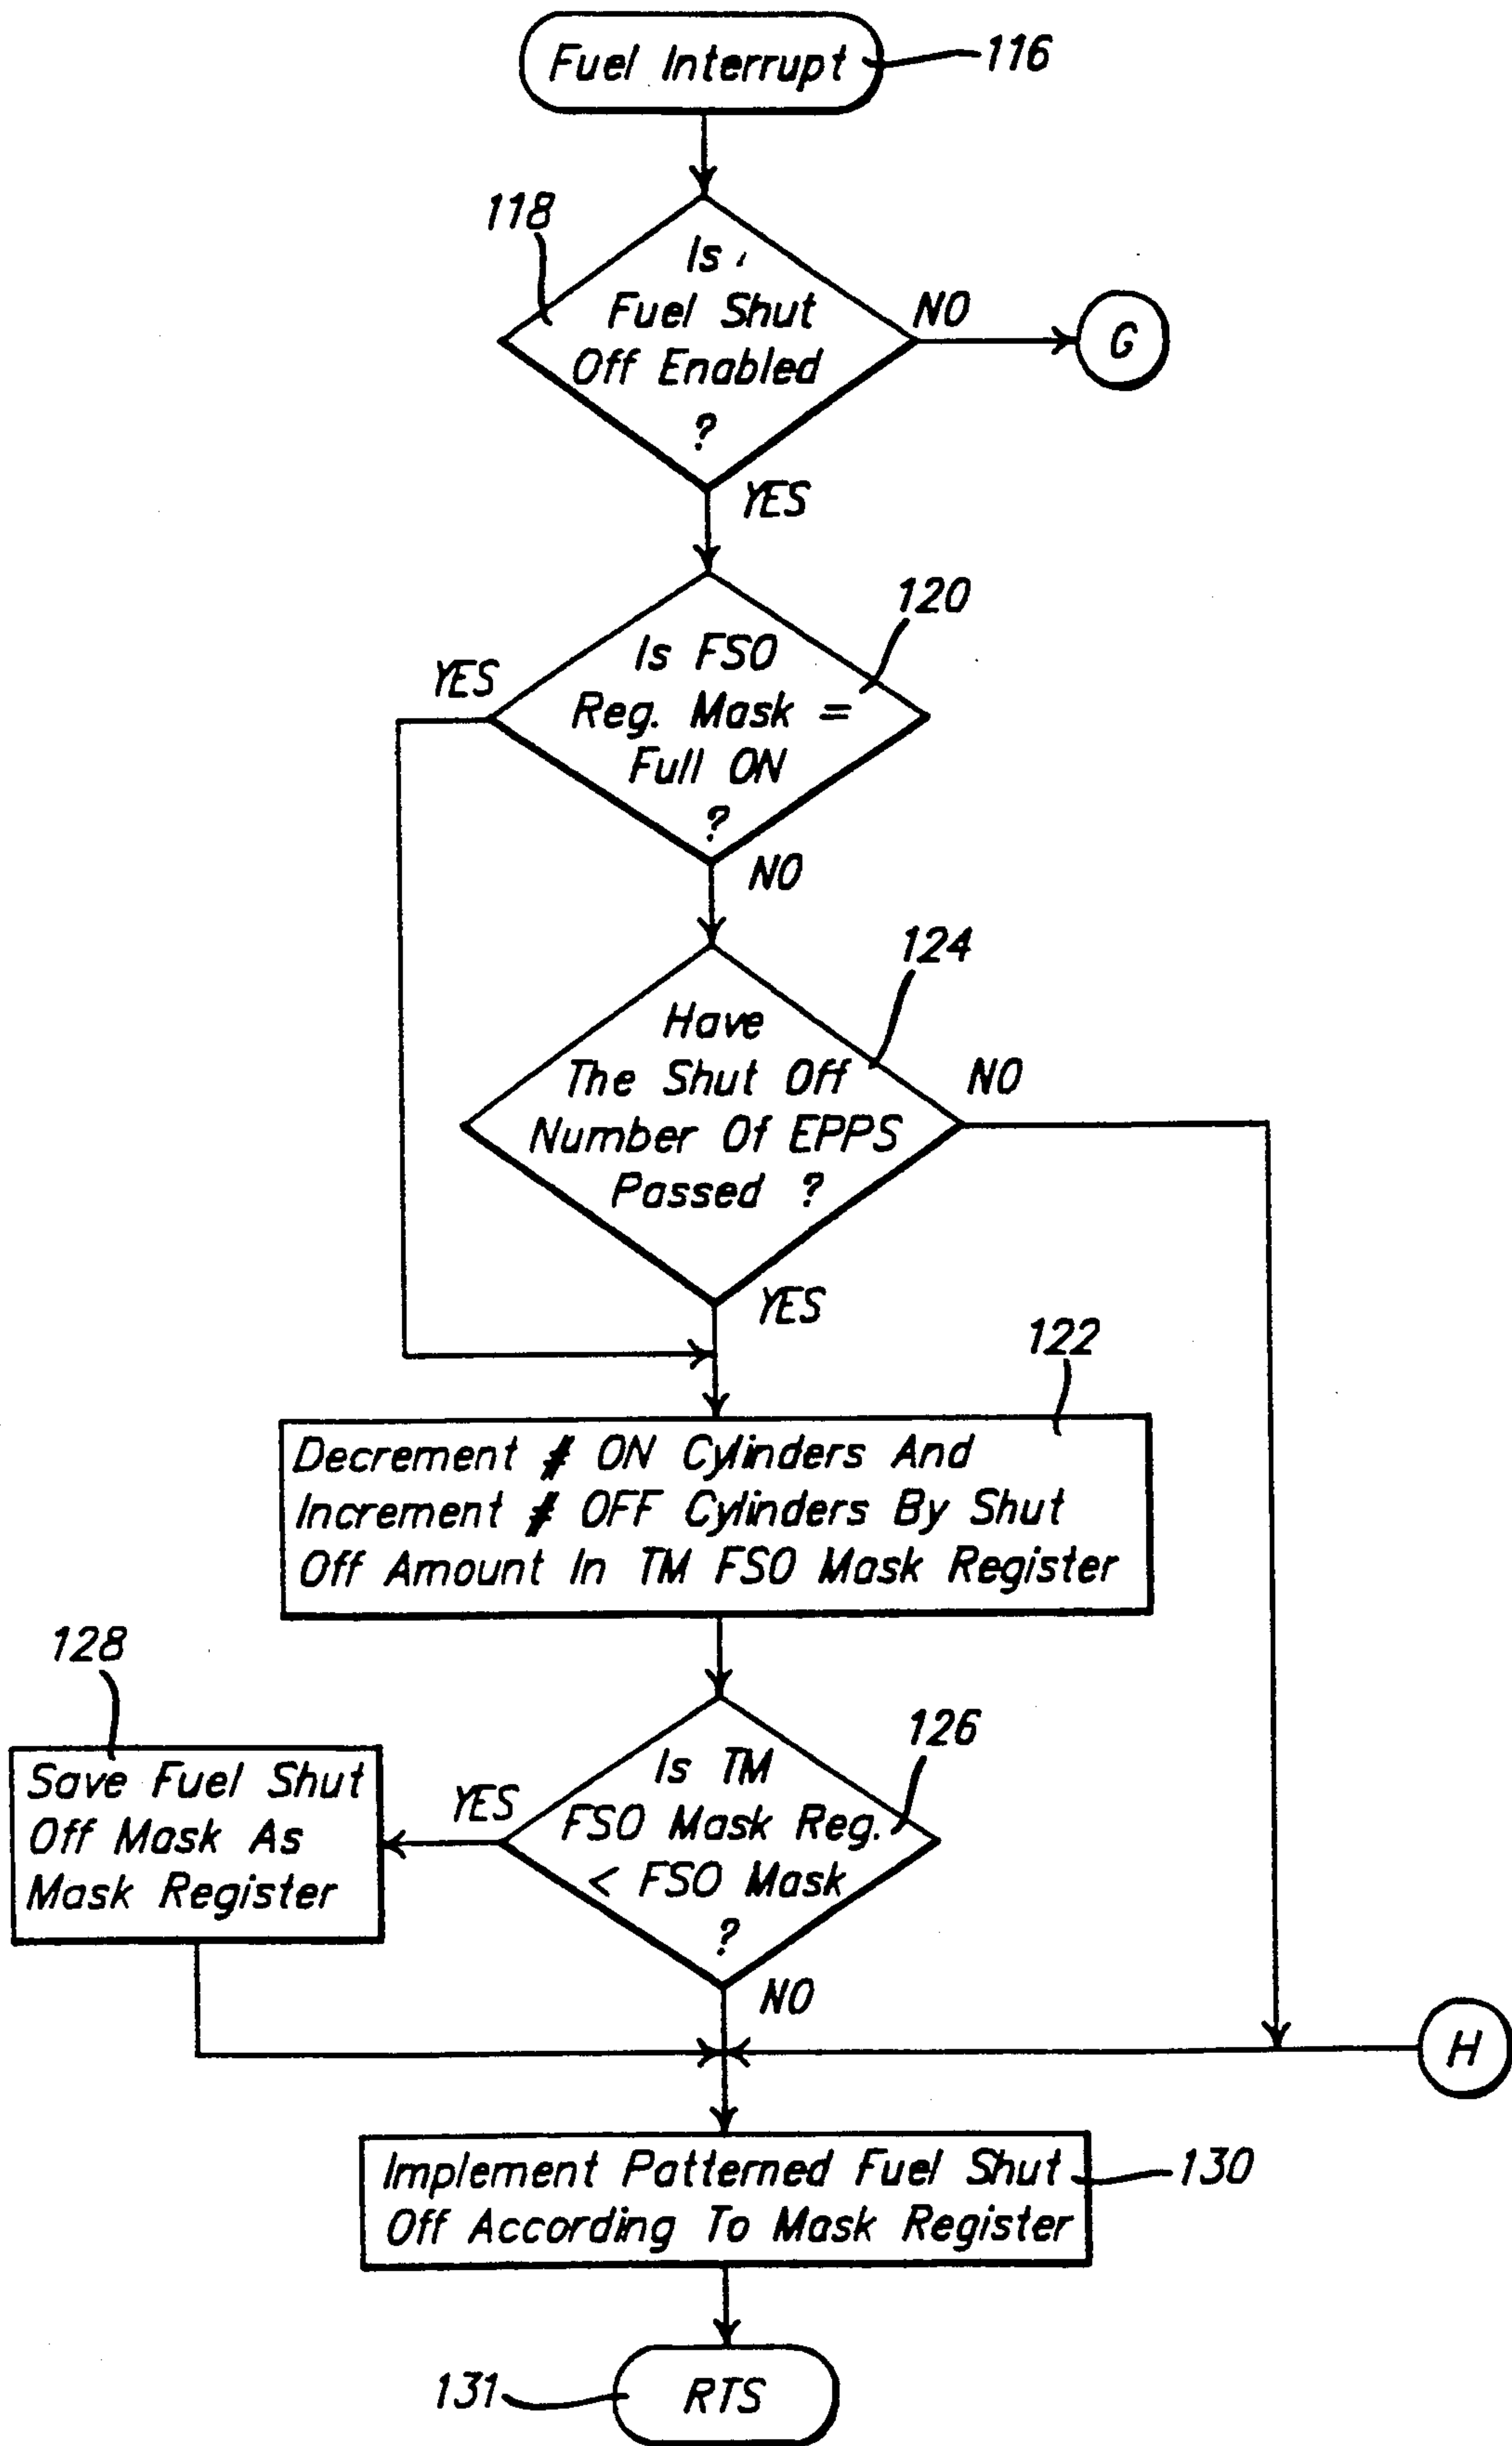 Fuel Interrupt
116
118
Is
Fuel Shut
Off Enabled
?
NO
G
YES
120
Is FSO
Reg. Mask =
Full ON
?
YES
NO
124
Have
The Shut Off
Number Of EPPS
Passed ?
NO
YES
122
Decrement # ON Cylinders And
Increment # OFF Cylinders By Shut
Off Amount In TM FSO Mask Register
128
Save Fuel Shut
Off Mask As
Mask Register
YES
126
Is TM
FSO Mask Reg.
< FSO Mask
?
NO
H
Implement Patterned Fuel Shut
Off According To Mask Register
130
131
RTS